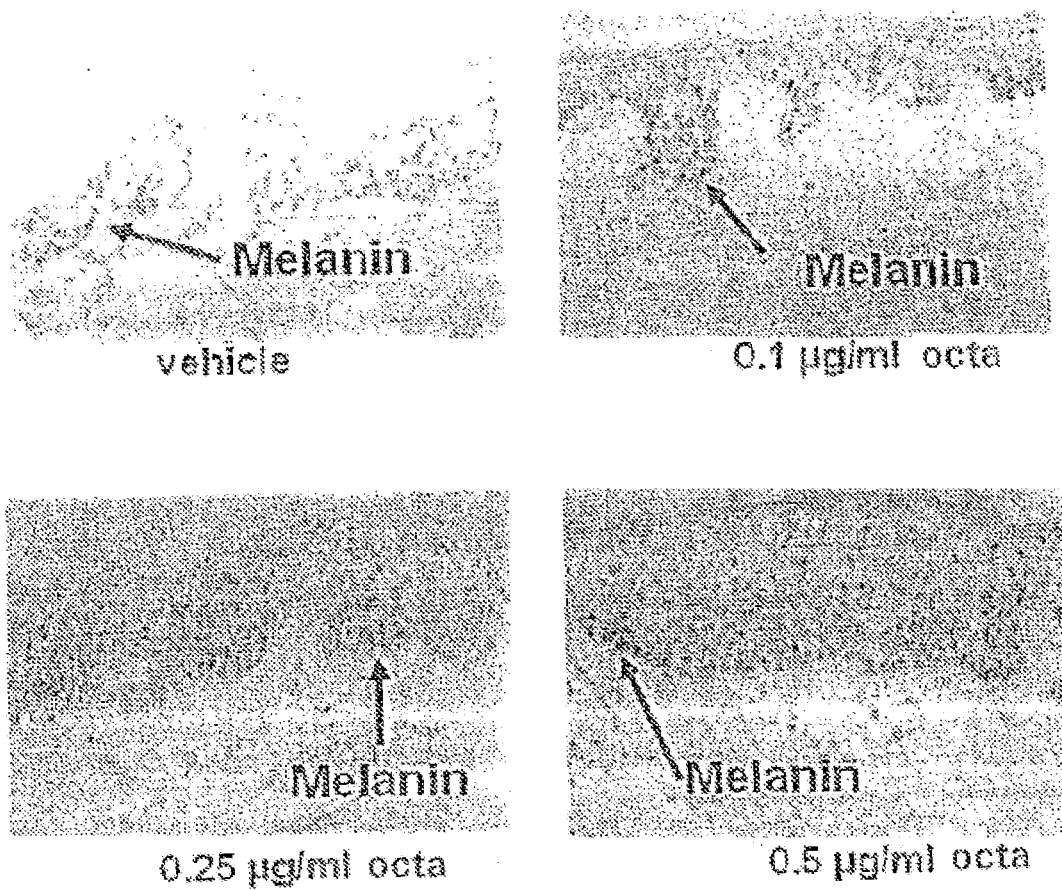 Melanin
vehicle
Melanin
0.1 µg/ml octa
Melanin
0.25 µg/ml octa
Melanin
0.5 µg/ml octa